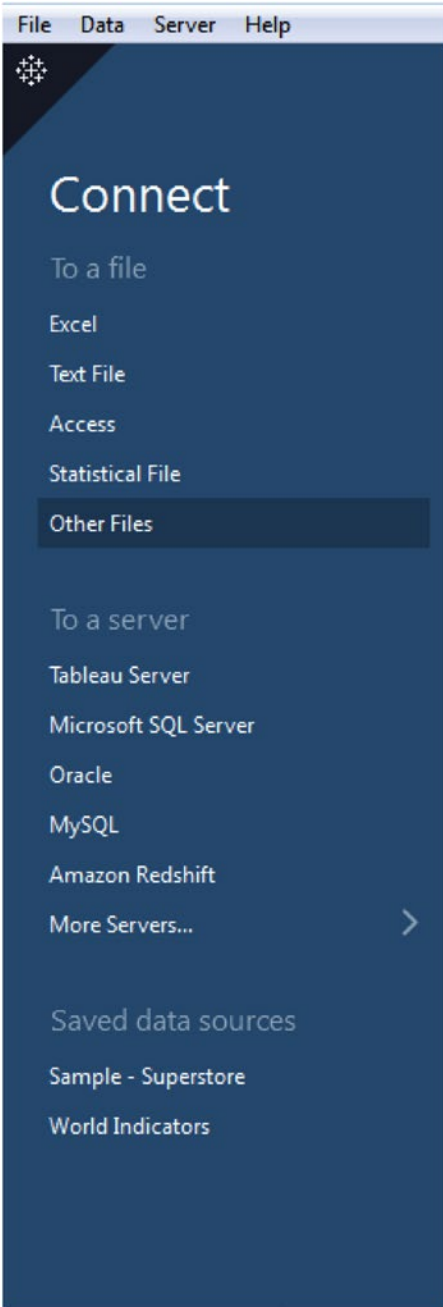 File Data Server Help
Connect
To a file
Excel
Text File
Access
Statistical File
Other Files
To a server
Tableau Server
Microsoft SQL Server
Oracle
MySQL
Amazon Redshift
More Servers...
Saved data sources
Sample - Superstore
World Indicators